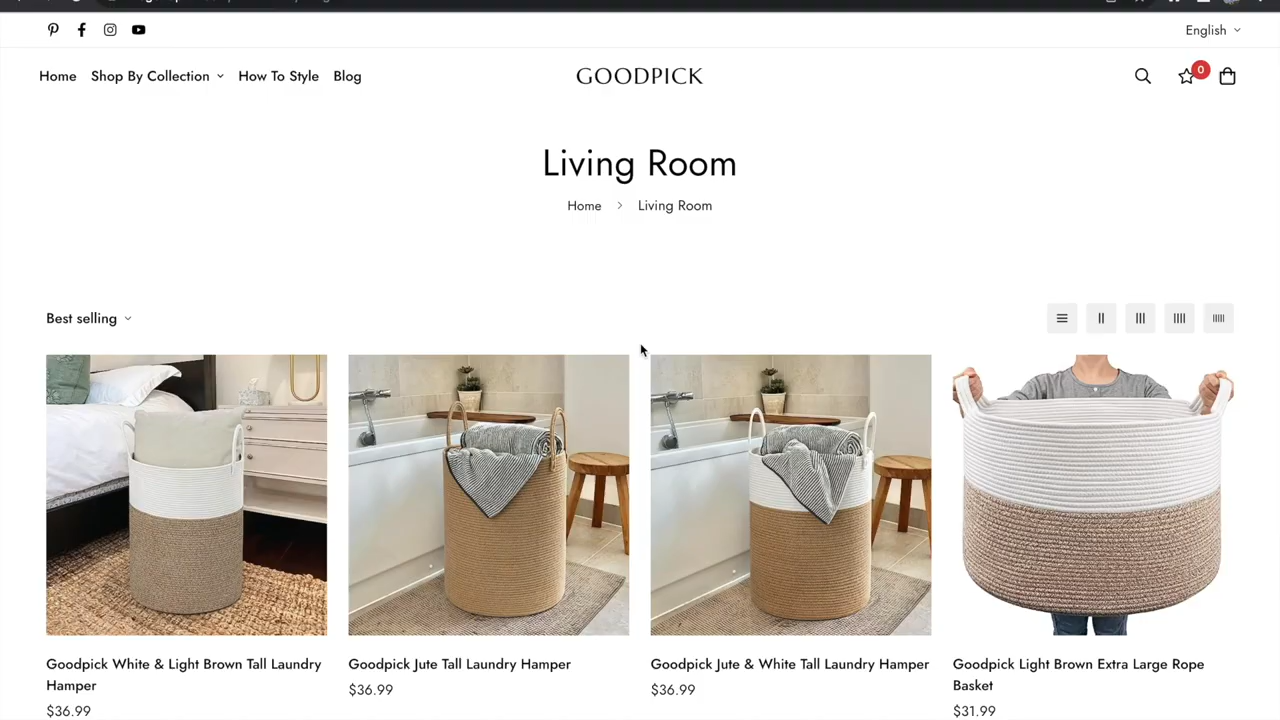 English
Home Shop By Collection How To Style Blog
GOODPICK
0
Living Room
Home > Living Room
Best selling
Goodpick White & Light Brown Tall Laundry
Hamper
$36.99
Goodpick Jute Tall Laundry Hamper
$36.99
Goodpick Jute & White Tall Laundry Hamper
$36.99
Goodpick Light Brown Extra Large Rope
Basket
$31.99